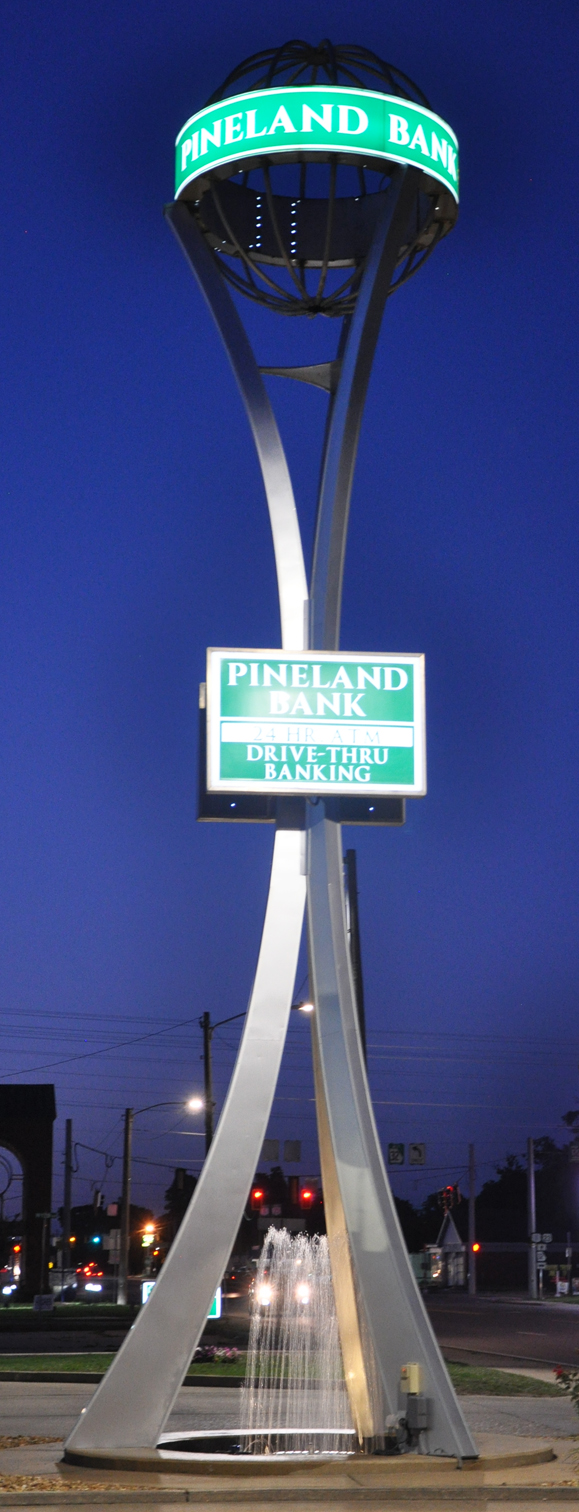 PINELAND BANK
PINELAND
BANK
24 HR ATM
DRIVE-THRU
BANKING